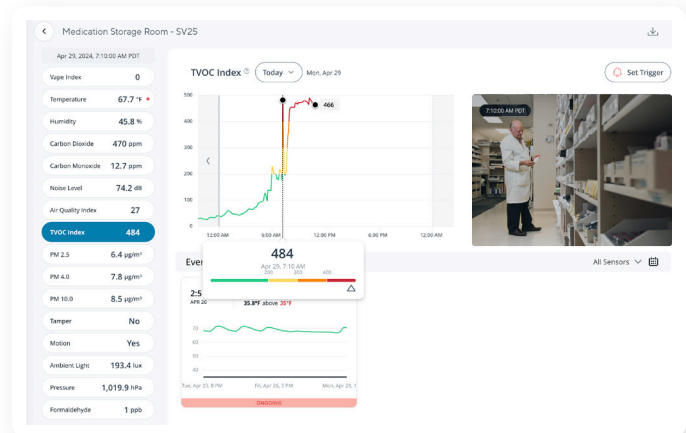 Medication Storage Room - SV25
Apr 29, 2024, 7:10:00 AM PDT
Vape Index 0
Temperature 67.7 °F
Humidity 45.8 %
Carbon Dioxide 470 ppm
Carbon Monoxide 12.7 ppm
Noise Level 74.2 dB
Air Quality Index 27
TVOC Index 484
PM 2.5 6.4 µg/m³
PM 4.0 7.8 µg/m³
PM 10.0 8.5 µg/m³
Tamper No
Motion Yes
Ambient Light 193.4 lux
Pressure 1,019.9 hPa
Formaldehyde 1 ppb
TVOC Index Today Mon, Apr 29
Set Trigger
500
400
300
200
100
0
466
12:00 AM 6:00 AM 12:00 PM 6:00 PM 12:00 AM
7:10:00 AM PDT
484
Apr 29, 7:10 AM
200 300 400
All Sensors
2:5
APR 26
35.8°F above 35°F
70
60
50
40
Tue, Apr 23, 8 PM Fri, Apr 26, 3 PM Mon, Apr 29, 1
ONGOING